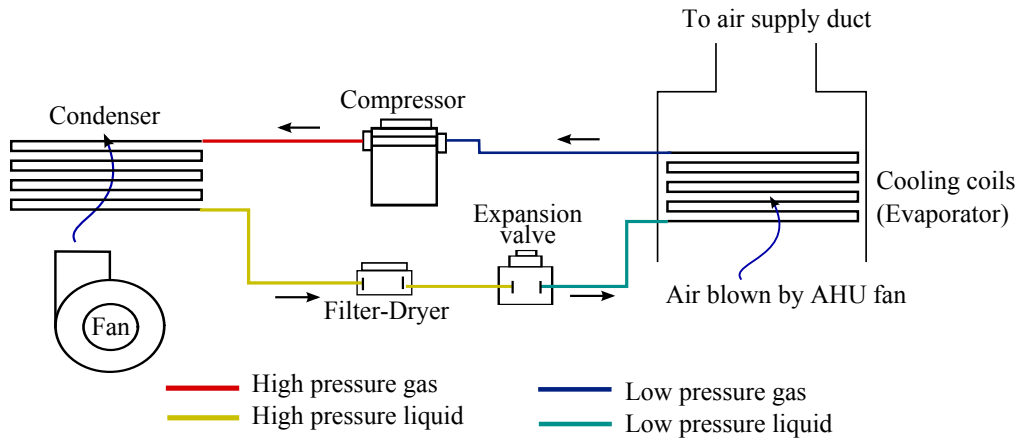 To air supply duct
Compressor
Condenser
Cooling coils
(Evaporator)
Expansion
valve
Air blown by AHU fan
Filter-Dryer
Fan
High pressure gas
Low pressure gas
High pressure liquid
Low pressure liquid